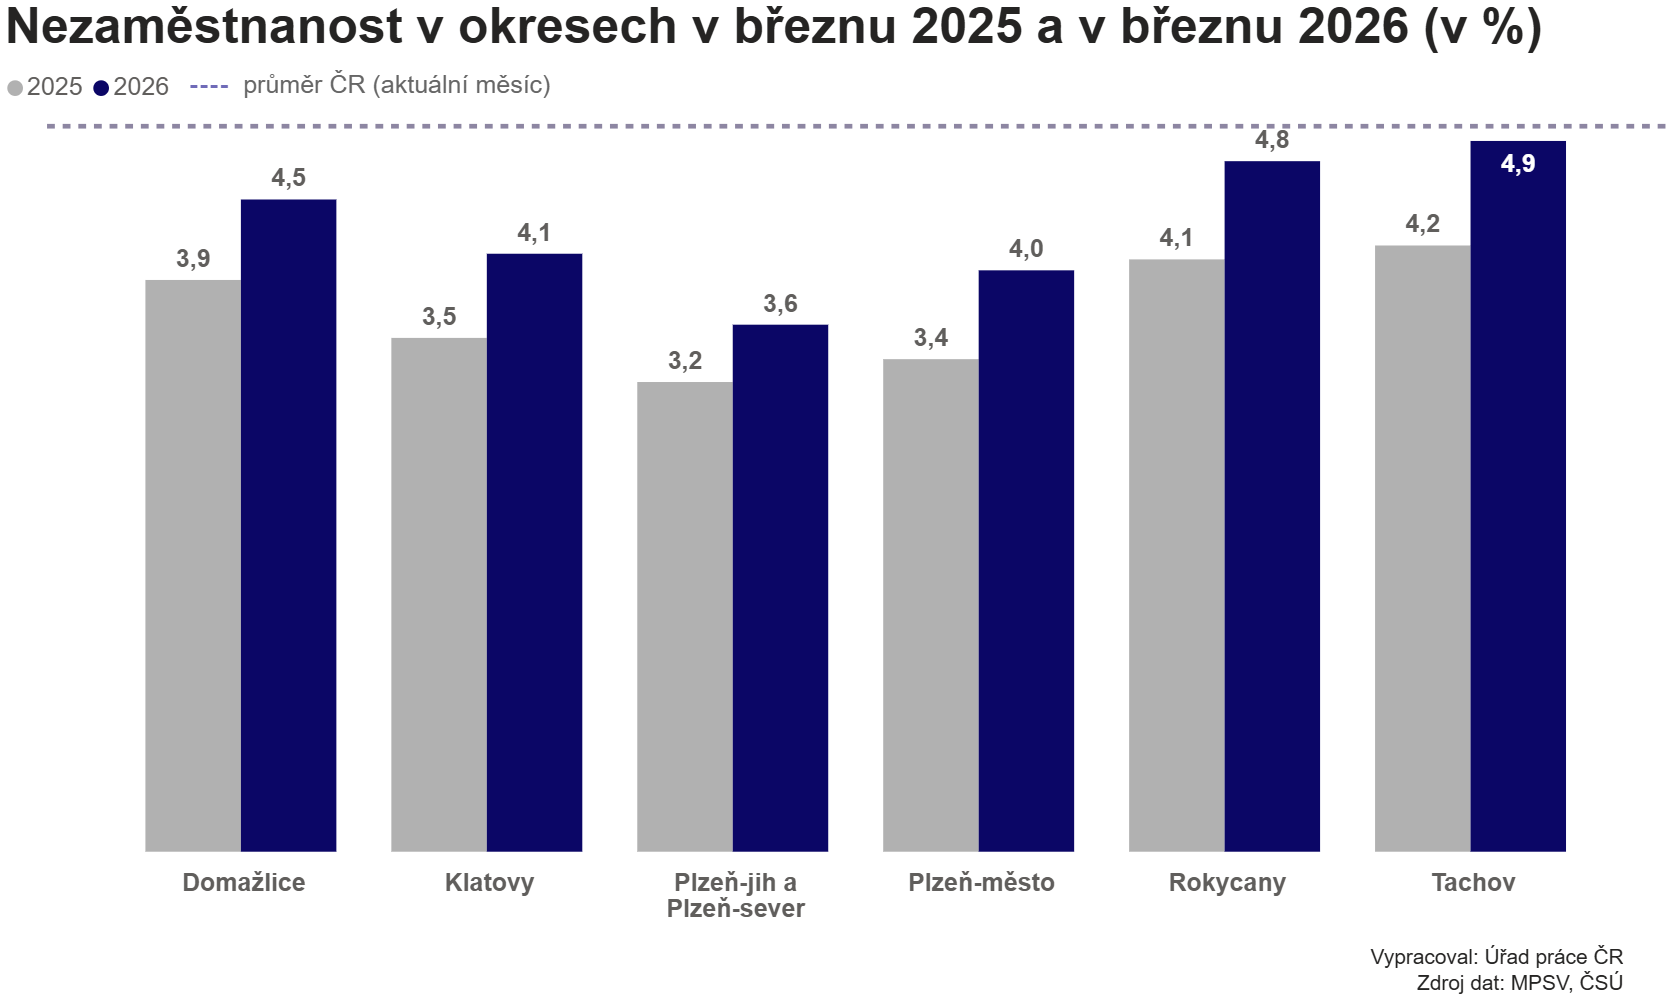 Nezaměstnanost v okresech v březnu 2025 a v březnu 2026 (v %)
2025 2026 průměr ČR (aktuální měsíc)
3,9 4,5 3,5 4,1 3,2 3,6 3,4 4,0 4,1 4,8 4,2 4,9
Domažlice
Klatovy
Plzeň-jih a
Plzeň-sever
Plzeň-město
Rokycany
Tachov
Vypracoval: Úřad práce ČR
Zdroj dat: MPSV, ČSÚ